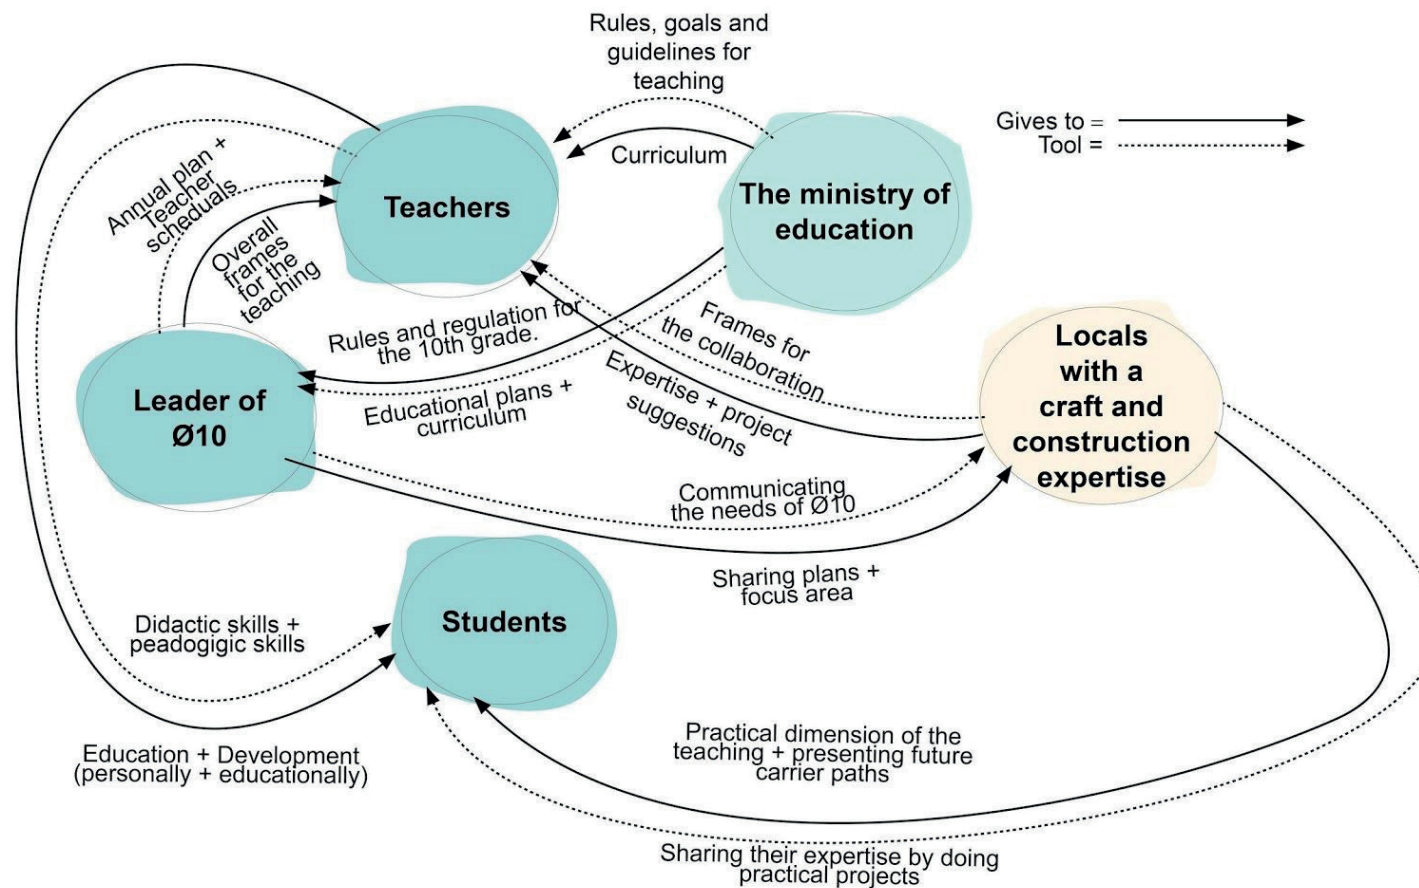 Rules, goals and
guidelines for
teaching
Gives to =
Tool =
Curriculum
Annual plan +
Teacher
scheduals
Teachers
The ministry of
education
Overall
frames
for the
teaching
Rules and regulation for
the 10th grade.
Frames for
the collaboration
Locals
with a
craft and
construction
expertise
Leader of
Ø10
Educational plans +
curriculum
Expertise + project
suggestions
Communicating
the needs of Ø10
Sharing plans +
focus area
Students
Didactic skills +
peadogigic skills
Education + Development
(personally + educationally)
Practical dimension of the
teaching + presenting future
carrier paths
Sharing their expertise by doing
practical projects